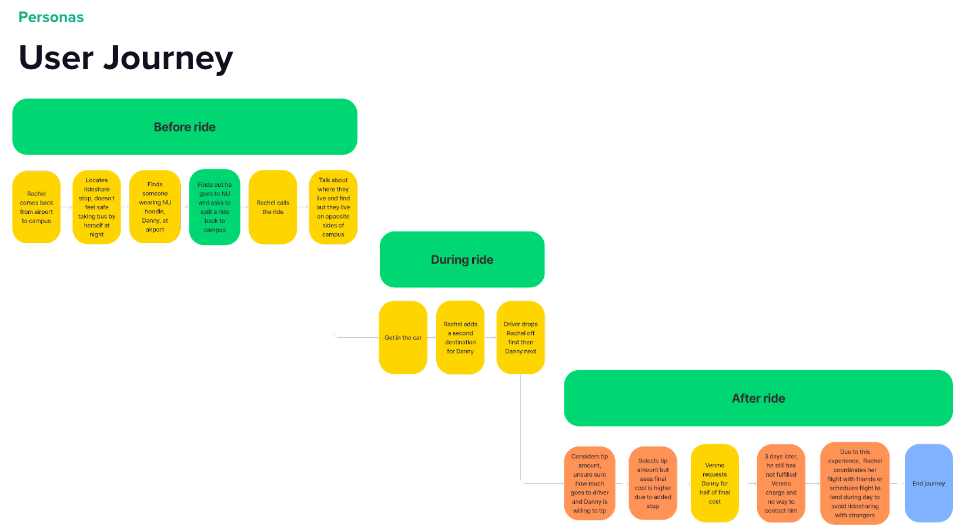 Personas
User Journey
Before ride
Rachel
comes back
from airport
to campus
Locates
rideshare
stop, doesn't
feel safe
taking bus by
herself at
night
Finds
someone
wearing NU
hoodie,
Danny, at
airport
Finds out he
goes to NU
and asks to
split a ride
back to
campus
Rachel calls
the ride
Talk about
where they
live and find
out they live
on opposite
sides of
campus
During ride
Get in the car
Rachel adds
a second
destination
for Danny
Driver drops
Rachel off
first then
Danny next
After ride
Considers tip
amount,
unsure sure
how much
goes to driver
and Danny is
willing to tip
Selects tip
amount but
sees final
cost is higher
due to added
stop
Venmo
requests
Danny for
half of final
cost
3 days later,
he still has
not fulfilled
Venmo
charge and
no way to
contact him
Due to this
experience, Rachel
coordinates her
flight with friends or
schedules flight to
land during day to
avoid ridesharing
with strangers
End journey